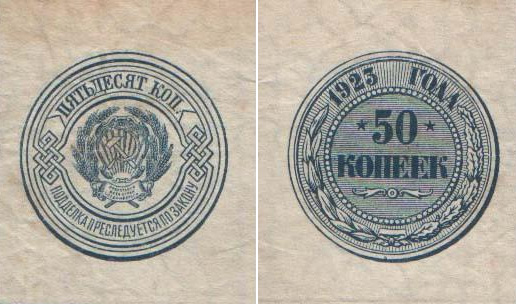 ПЯТЬДЕСЯТ КОП.
ПОДДЕЛКА ПРЕСЛЕДУЕТСЯ ПО ЗАКОНУ
1923 ГОДА
★ 50 ★
КОПЕЕК